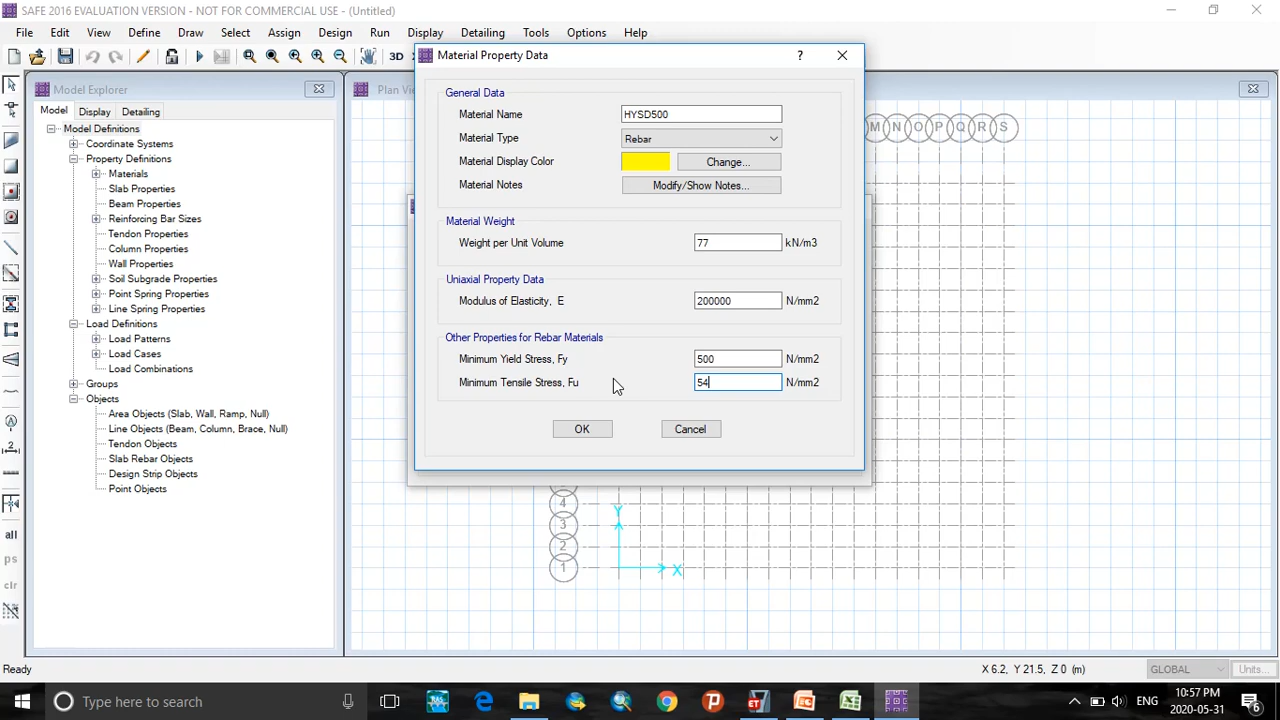 SAFE 2016 EVALUATION VERSION - NOT FOR COMMERCIAL USE - (Untitled)
File Edit View Define Draw Select Assign Design Run Display Detailing Tools Options Help
3D
Model Explorer
Model Display Detailing
Model Definitions
Coordinate Systems
Property Definitions
Materials
Slab Properties
Beam Properties
Reinforcing Bar Sizes
Tendon Properties
Column Properties
Wall Properties
Soil Subgrade Properties
Point Spring Properties
Line Spring Properties
Load Definitions
Load Patterns
Load Cases
Load Combinations
Groups
Objects
Area Objects (Slab, Wall, Ramp, Null)
Line Objects (Beam, Column, Brace, Null)
Tendon Objects
Slab Rebar Objects
Design Strip Objects
Point Objects
all
ps
clr
Plan Vie
M N O P Q R S
4
3
2
1
Y
X
Material Property Data
?
General Data
Material Name HYSD500
Material Type Rebar
Material Display Color Change...
Material Notes Modify/Show Notes...
Material Weight
Weight per Unit Volume 77 kN/m3
Uniaxial Property Data
Modulus of Elasticity, E 200000 N/mm2
Other Properties for Rebar Materials
Minimum Yield Stress, Fy 500 N/mm2
Minimum Tensile Stress, Fu 54 N/mm2
OK Cancel
Ready
X 6.2, Y 21.5, Z 0 (m)
GLOBAL
Units...
Type here to search
ENG
10:57 PM
2020-05-31
6